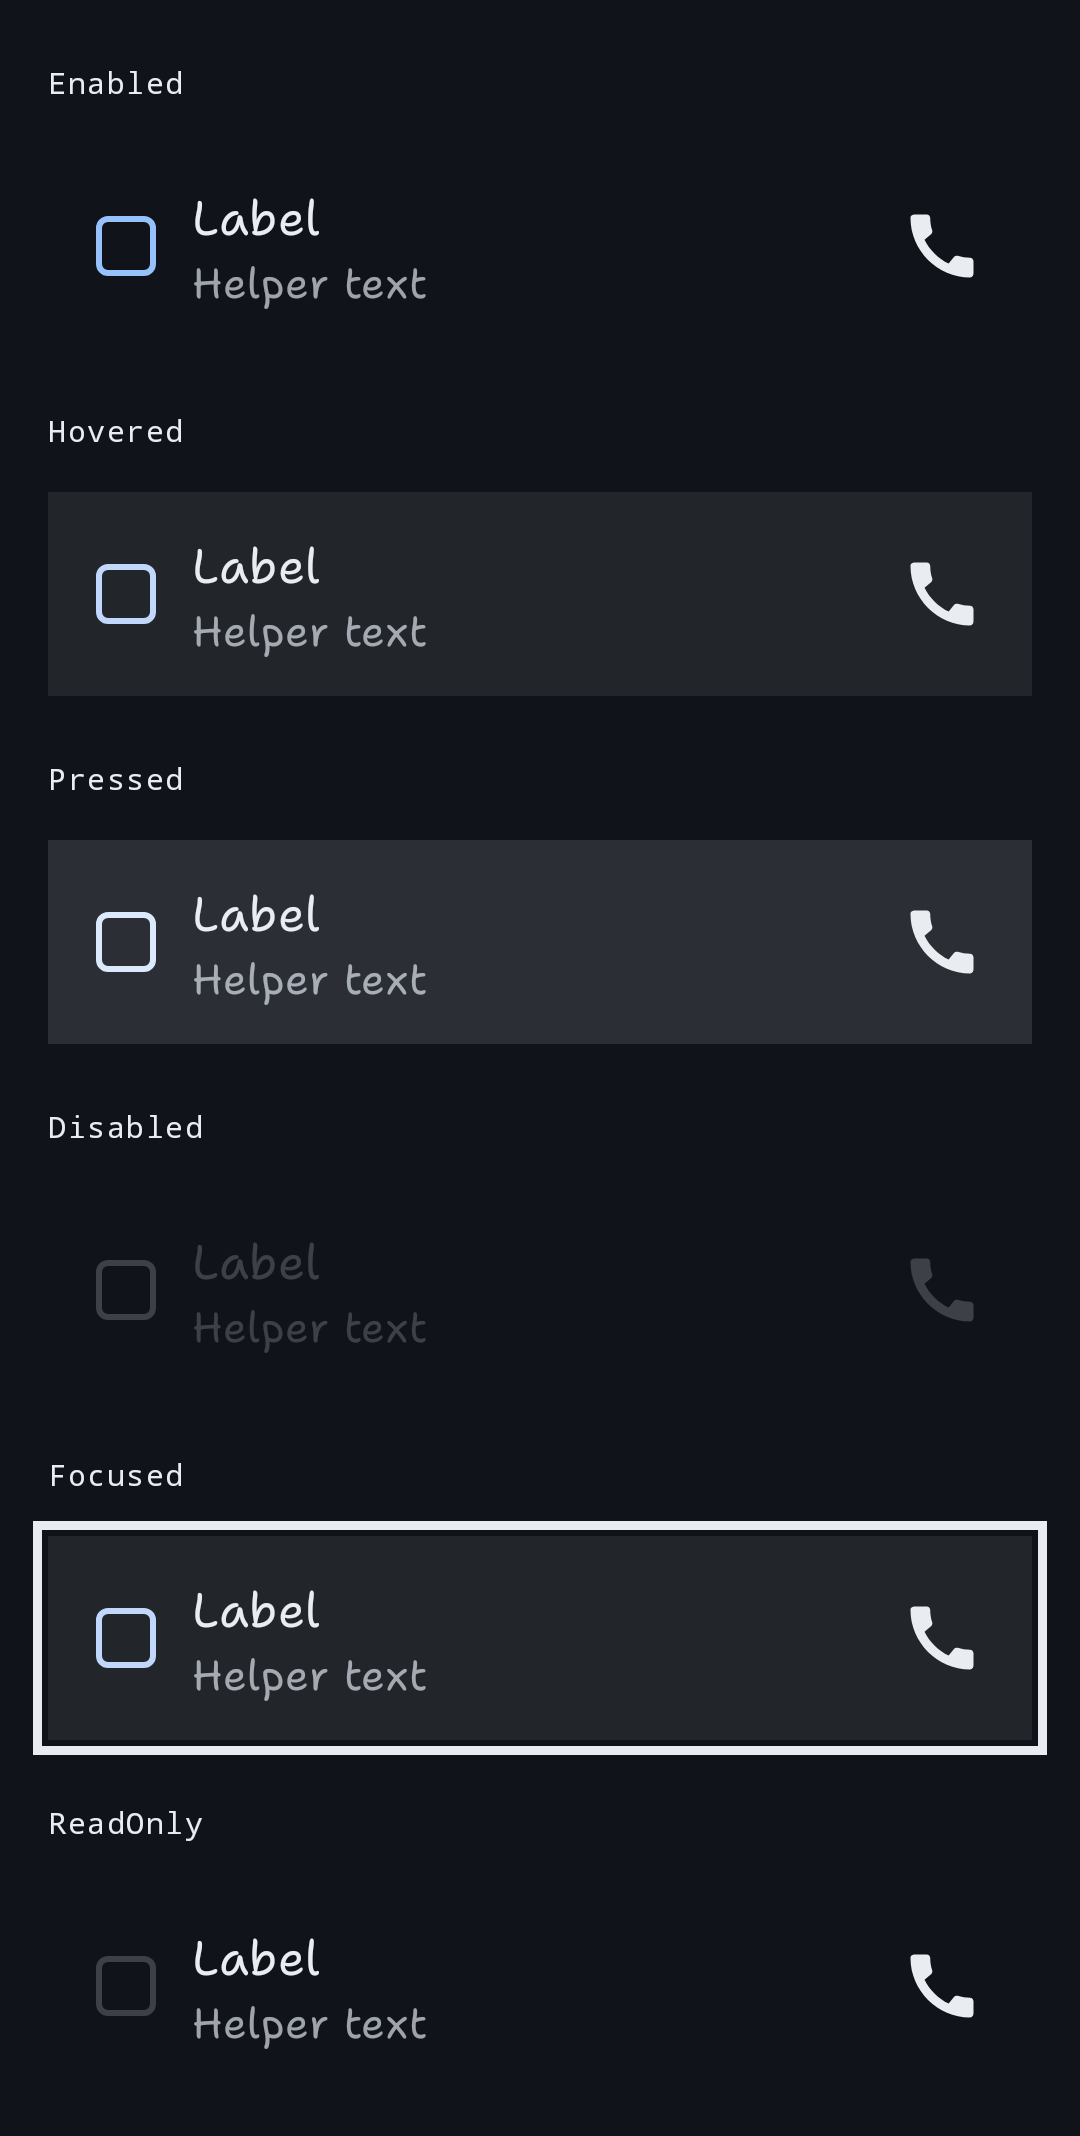 Enabled
Label
Helper text
Hovered
Label
Helper text
Pressed
Label
Helper text
Disabled
Label
Helper text
Focused
Label
Helper text
ReadOnly
Label
Helper text